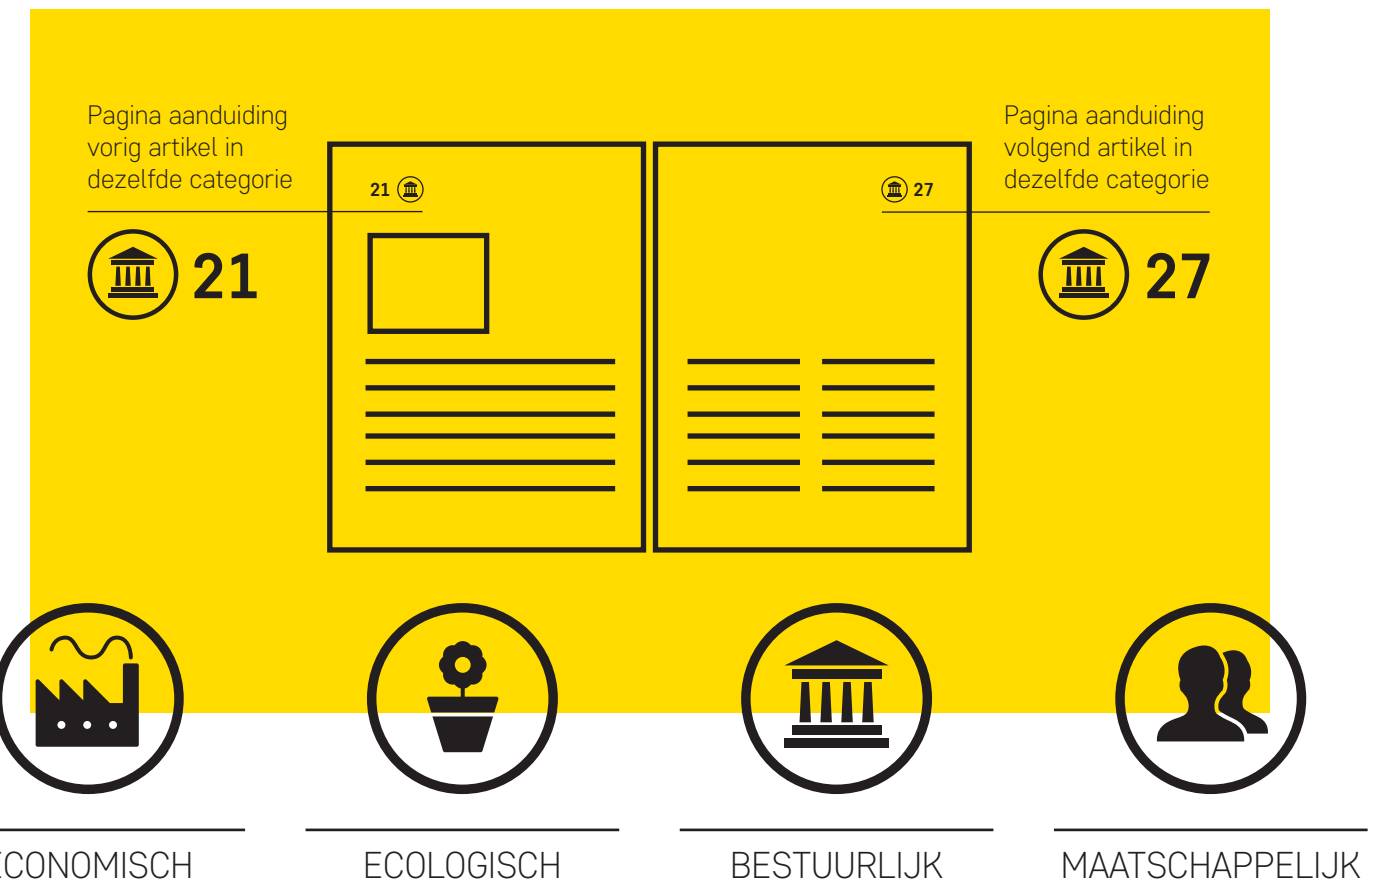 Pagina aanduiding
vorig artikel in
dezelfde categorie
21
21
27
Pagina aanduiding
volgend artikel in
dezelfde categorie
27
ECONOMISCH
ECOLOGISCH
BESTUURLIJK
MAATSCHAPPELIJK